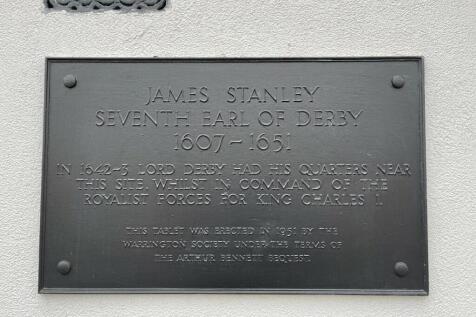 JAMES STANLEY
SEVENTH EARL OF DERBY
1607-1651
IN 1642-3 LORD DERBY HAD HIS QUARTERS NEAR
THIS SITE, WHILST IN COMMAND OF THE
ROYALIST FORCES FOR KING CHARLES I.
THIS TABLET WAS ERECTED IN 1951 BY THE
WARRINGTON SOCIETY UNDER THE TERMS OF
THE ARTHUR BENNETT BEQUEST.